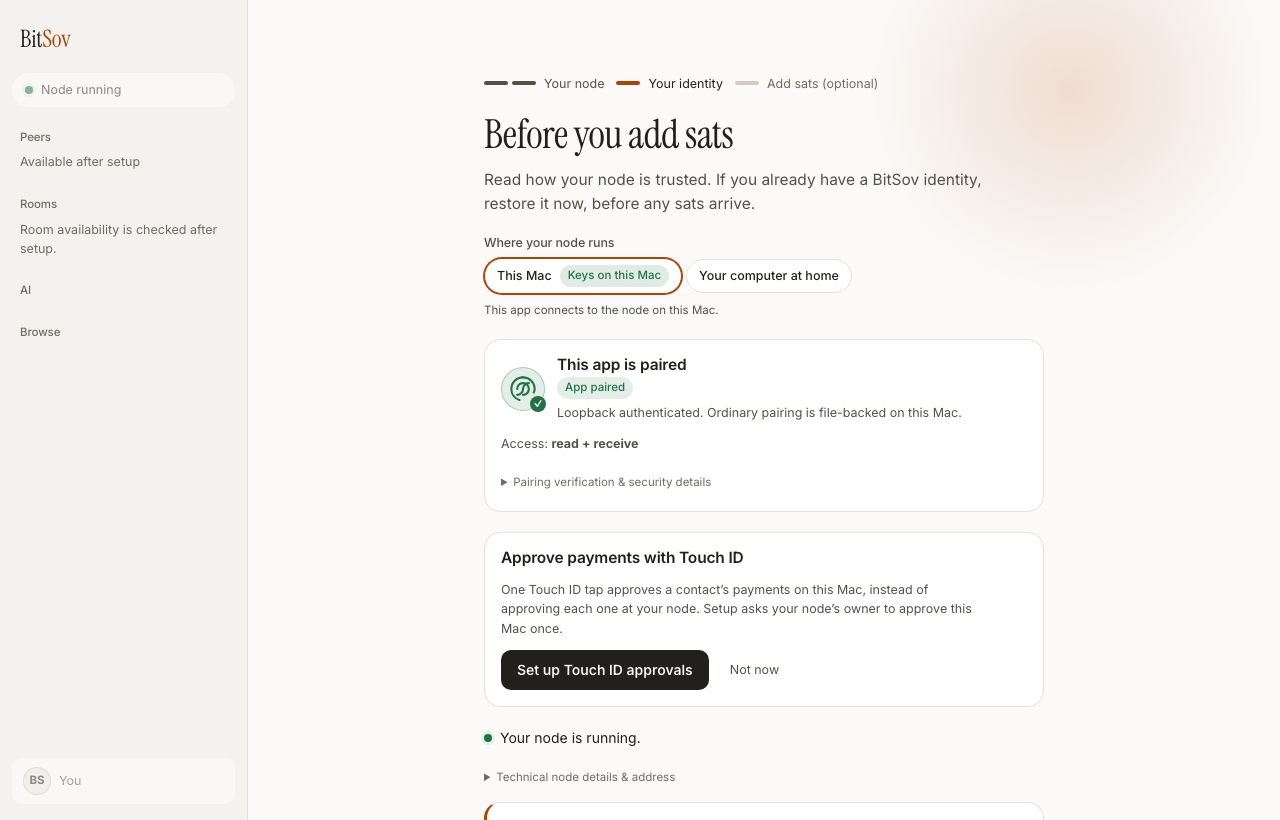 BitSov
Node running
Peers
Available after setup
Rooms
Room availability is checked after
setup.
AI
Browse
BS You
Your node Your identity Add sats (optional)
Before you add sats
Read how your node is trusted. If you already have a BitSov identity,
restore it now, before any sats arrive.
Where your node runs
This Mac Keys on this Mac Your computer at home
This app connects to the node on this Mac.
This app is paired
App paired
Loopback authenticated. Ordinary pairing is file-backed on this Mac.
Access: read + receive
Pairing verification & security details
Approve payments with Touch ID
One Touch ID tap approves a contact’s payments on this Mac, instead of
approving each one at your node. Setup asks your node’s owner to approve this
Mac once.
Set up Touch ID approvals Not now
Your node is running.
Technical node details & address